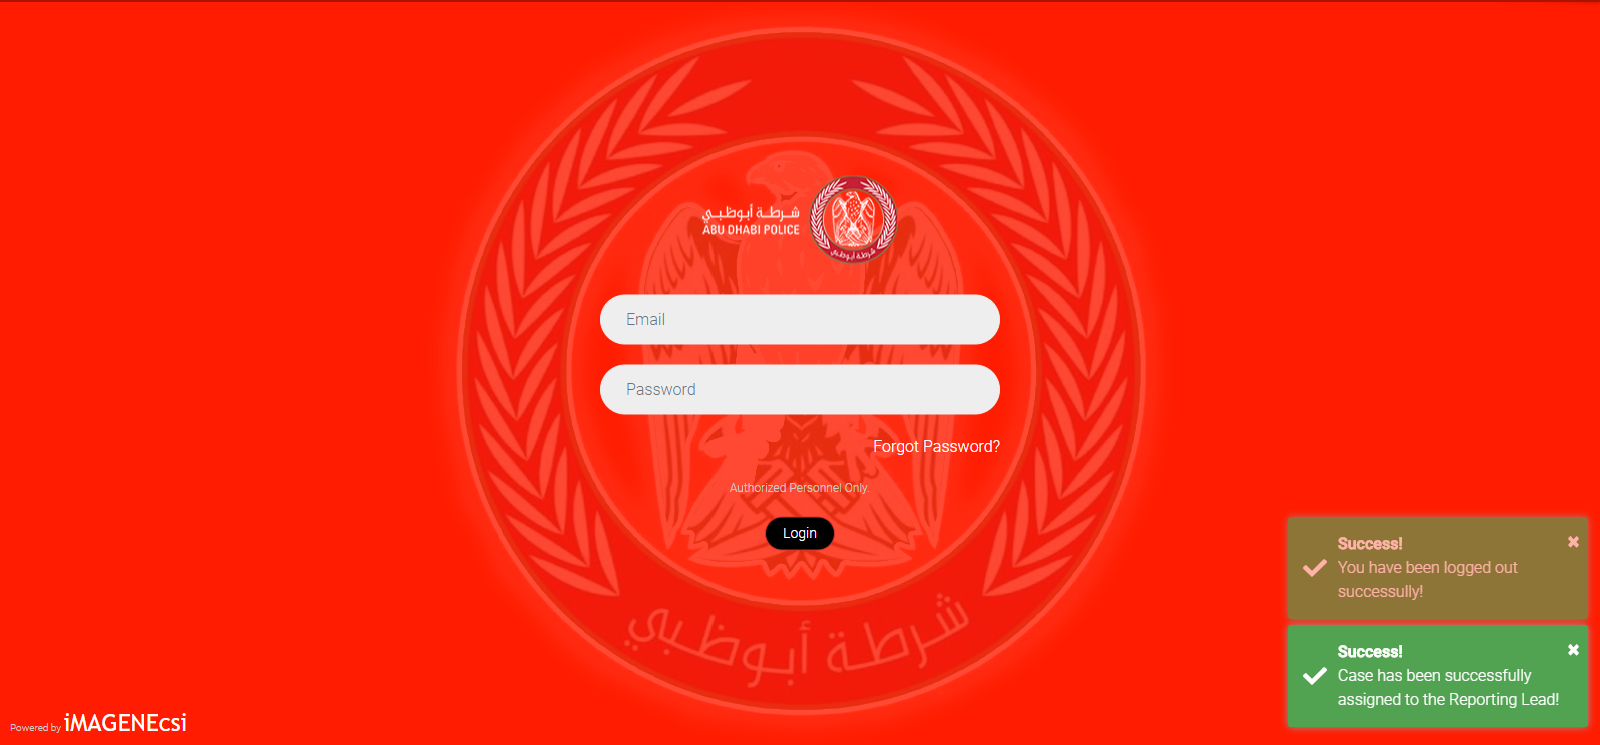 شرطة أبوظبي
ABU DHABI POLICE
شرطة أبوظبي
Email
Password
Forgot Password?
Authorized Personnel Only.
Login
شرطة أبوظبي
Success!
You have been logged out
successully!
Success!
Case has been successfully
assigned to the Reporting Lead!
Powered by iMAGENEcsi